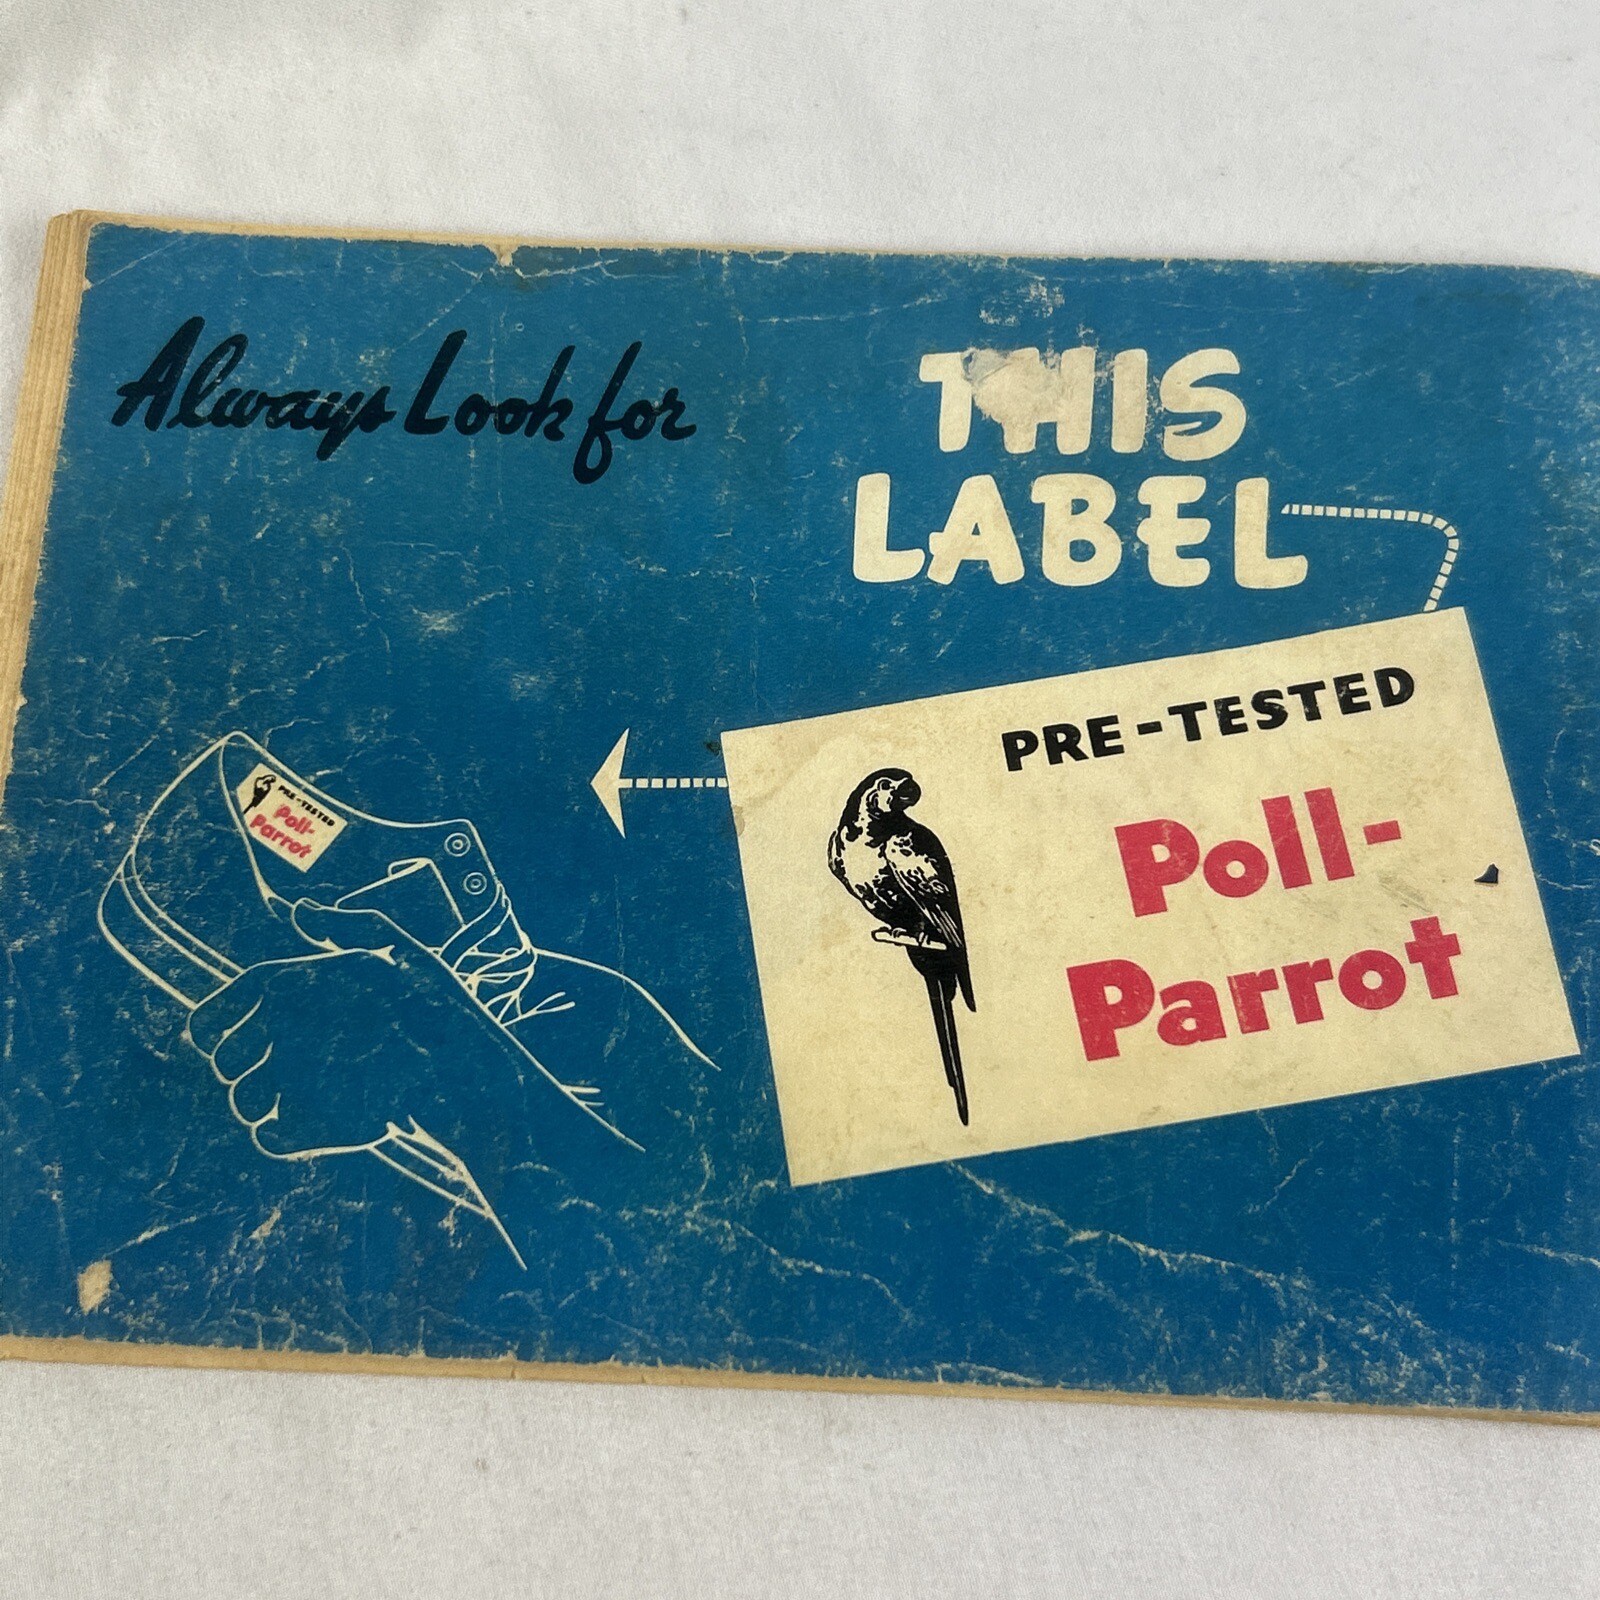 Always Look for
THIS
LABEL
PRE-TESTED
Poll-
Parrot
PRE-TESTED
Poll-
Parrot